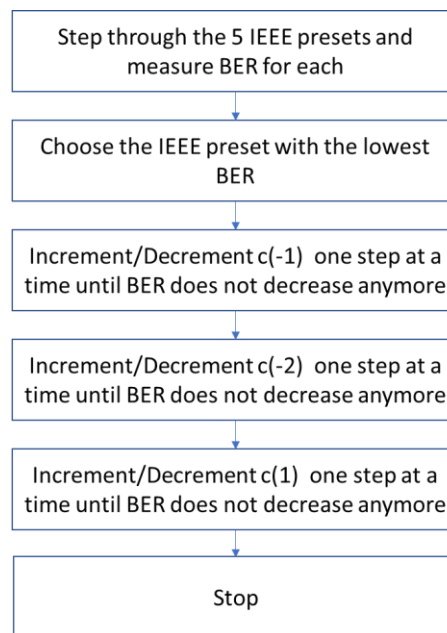 Step through the 5 IEEE presets and
measure BER for each
Choose the IEEE preset with the lowest
BER
Increment/Decrement c(-1) one step at a
time until BER does not decrease anymore
Increment/Decrement c(-2) one step at a
time until BER does not decrease anymore
Increment/Decrement c(1) one step at a
time until BER does not decrease anymore
Stop